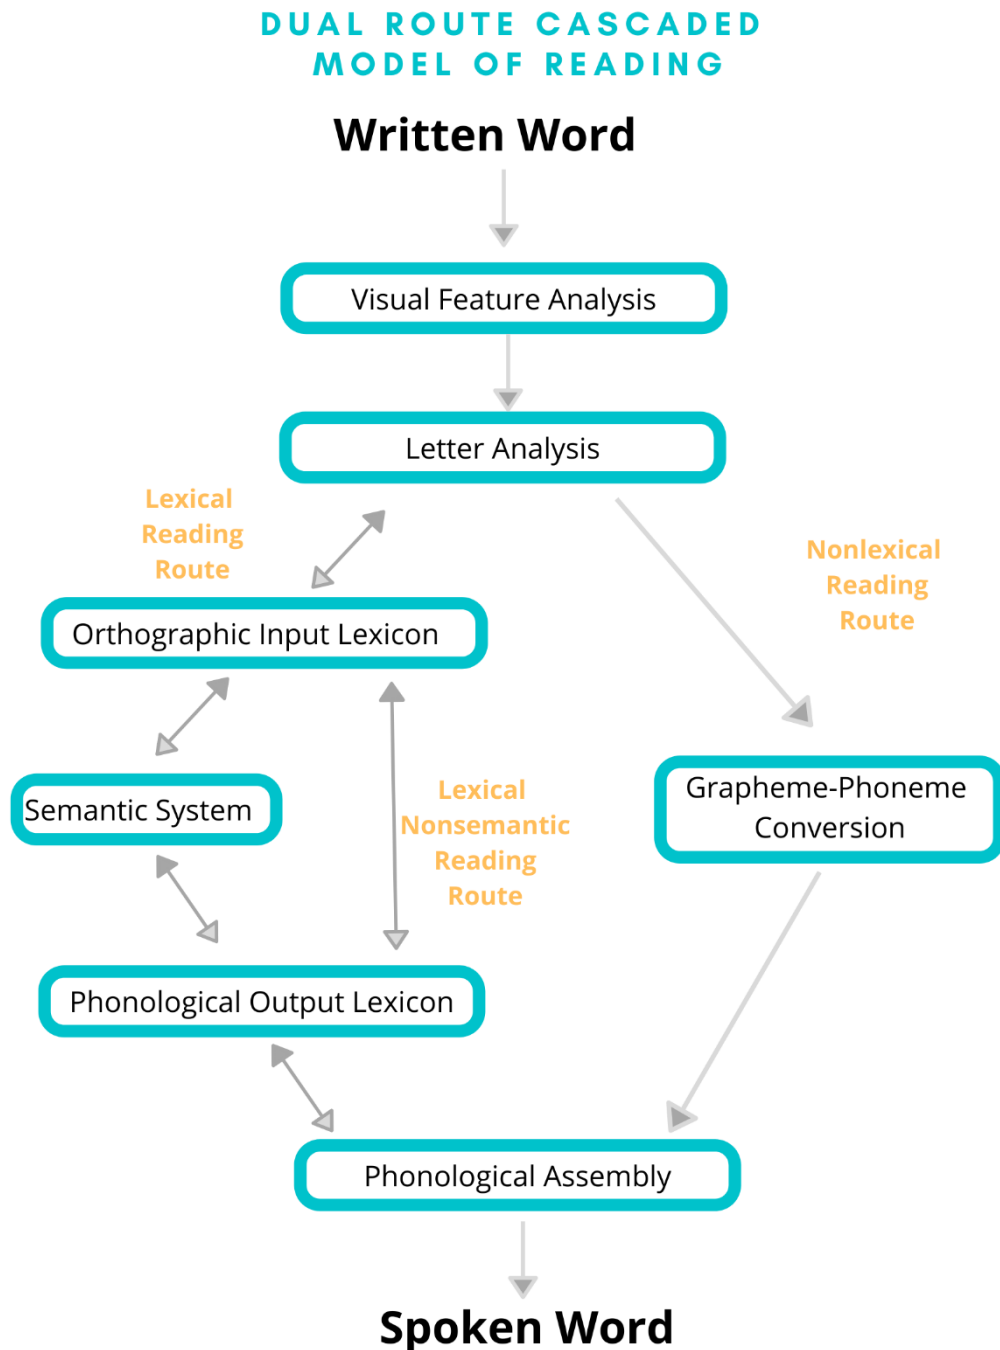 DUAL ROUTE CASCADED
MODEL OF READING
Written Word
Visual Feature Analysis
Letter Analysis
Lexical
Reading
Route
Nonlexical
Reading
Route
Orthographic Input Lexicon
Semantic System
Lexical
Nonsemantic
Reading
Route
Grapheme-Phoneme
Conversion
Phonological Output Lexicon
Phonological Assembly
Spoken Word